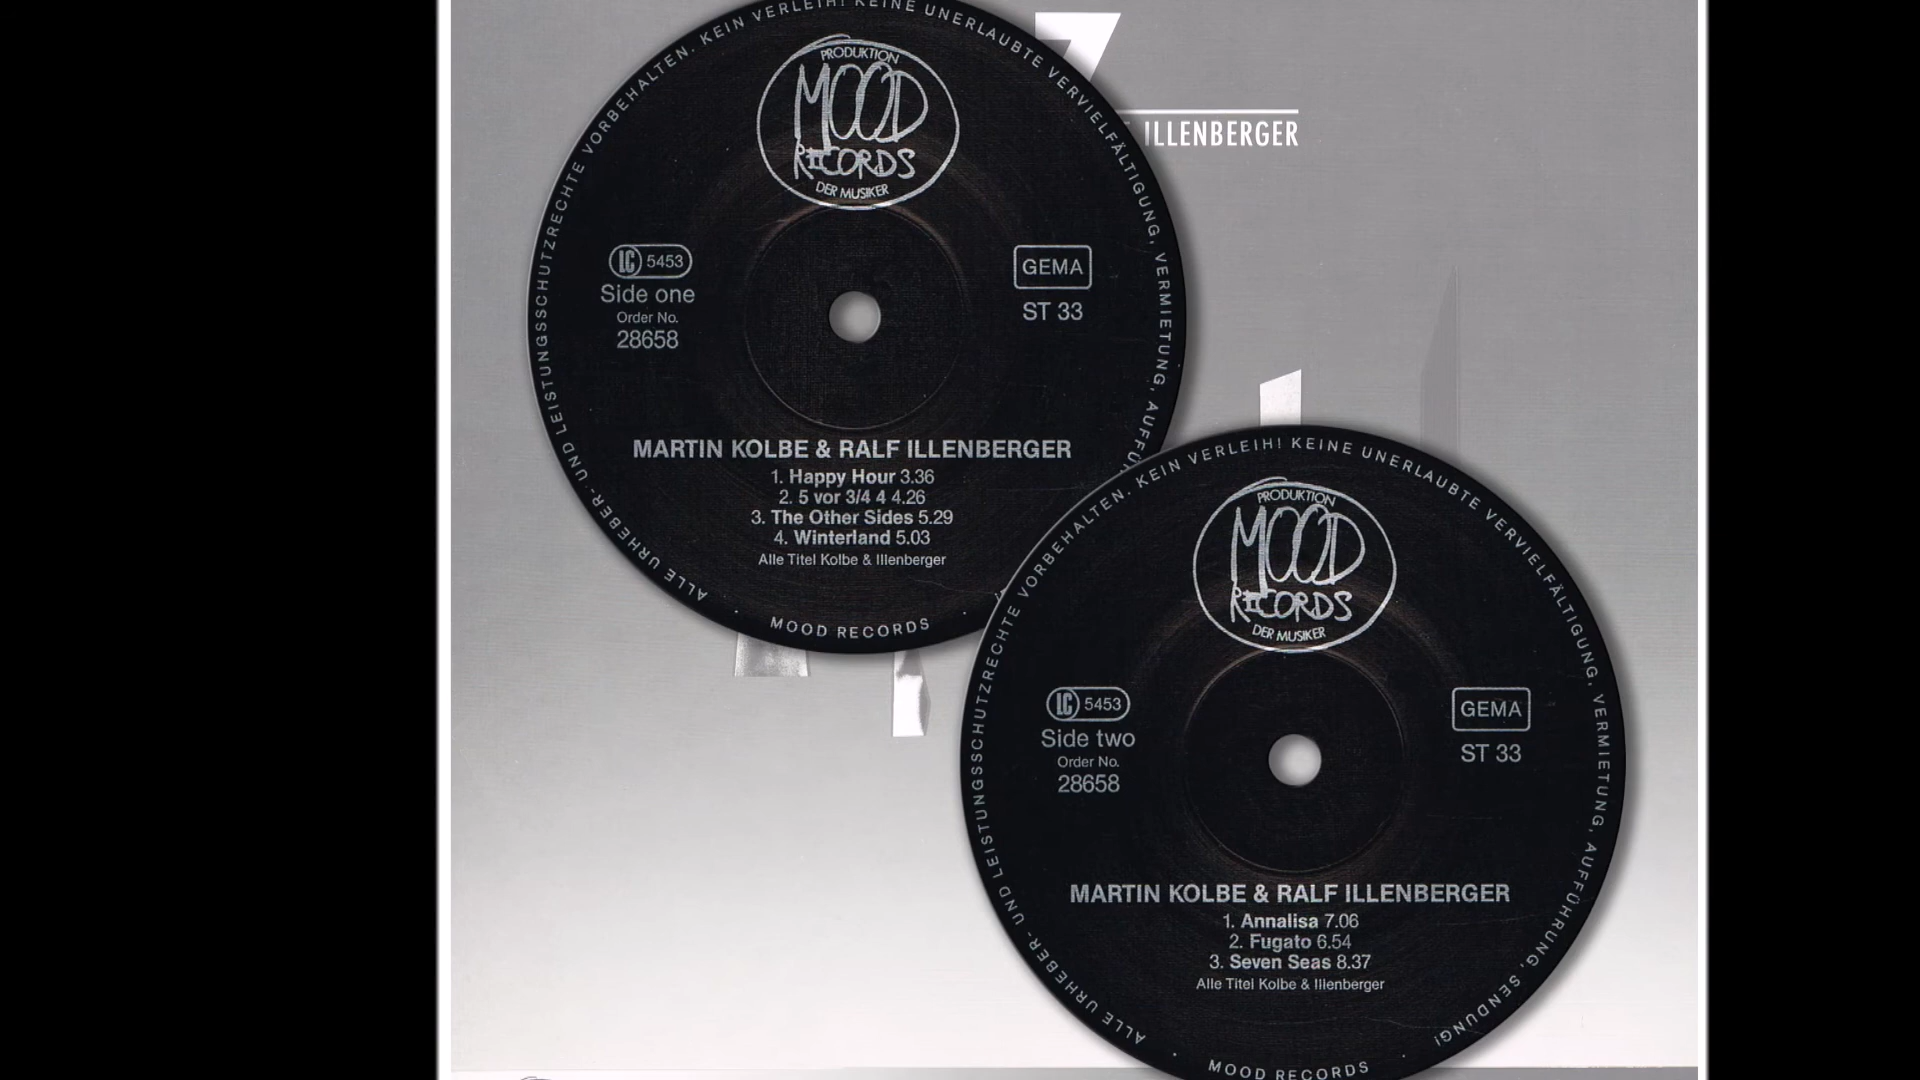 ILLENBERGER
ALLE URHEBER- UND LEISTUNGSSCHUTZRECHTE VORBEHALTEN. KEIN VERLEIH! KEINE UNERLAUBTE VERVIELFÄLTIGUNG, VERMIETUNG,
PRODUKTION
MOOD
RECORDS
DER MUSIKER
LC 5453
Side one
Order No.
28658
GEMA
ST 33
MARTIN KOLBE & RALF ILLENBERGER
1. Happy Hour 3.36
2. 5 vor 3/4 4 4.26
3. The Other Sides 5.29
4. Winterland 5.03
Alle Titel Kolbe & Illenberger
MOOD RECORDS
ALLE URHEBER- UND LEISTUNGSSCHUTZRECHTE VORBEHALTEN. KEIN VERLEIH! KEINE UNERLAUBTE VERVIELFÄLTIGUNG, VERMIETUNG, AUFFÜHRUNG, SENDUNG!
PRODUKTION
MOOD
RECORDS
DER MUSIKER
LC 5453
Side two
Order No.
28658
GEMA
ST 33
MARTIN KOLBE & RALF ILLENBERGER
1. Annalisa 7.06
2. Fugato 6.54
3. Seven Seas 8.37
Alle Titel Kolbe & Illenberger
MOOD RECORDS